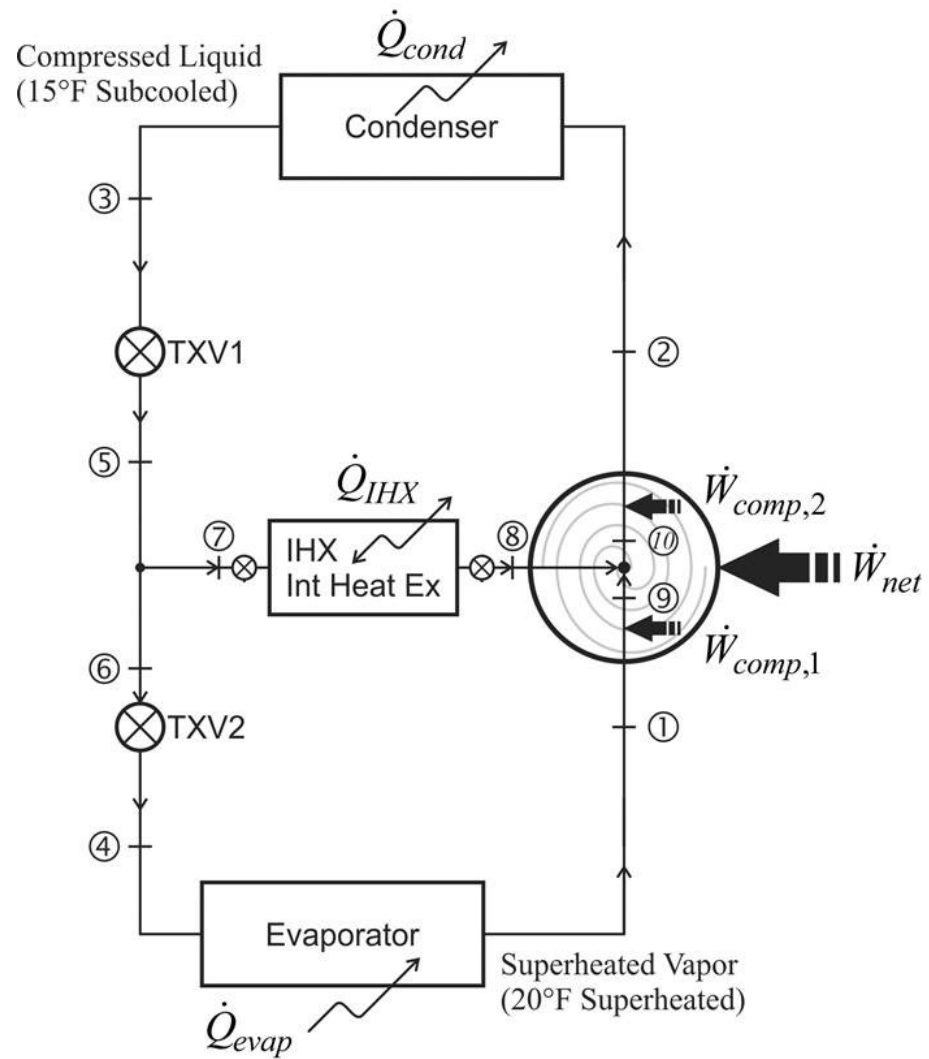 Q̇cond
Compressed Liquid
(15°F Subcooled)
Condenser
③
TXV1
②
⑤
Q̇IHX
Ẇcomp,2
⑦
⑧
⑩
IHX
Int Heat Ex
Ẇnet
⑨
Ẇcomp,1
⑥
TXV2
①
④
Evaporator
Superheated Vapor
(20°F Superheated)
Q̇evap